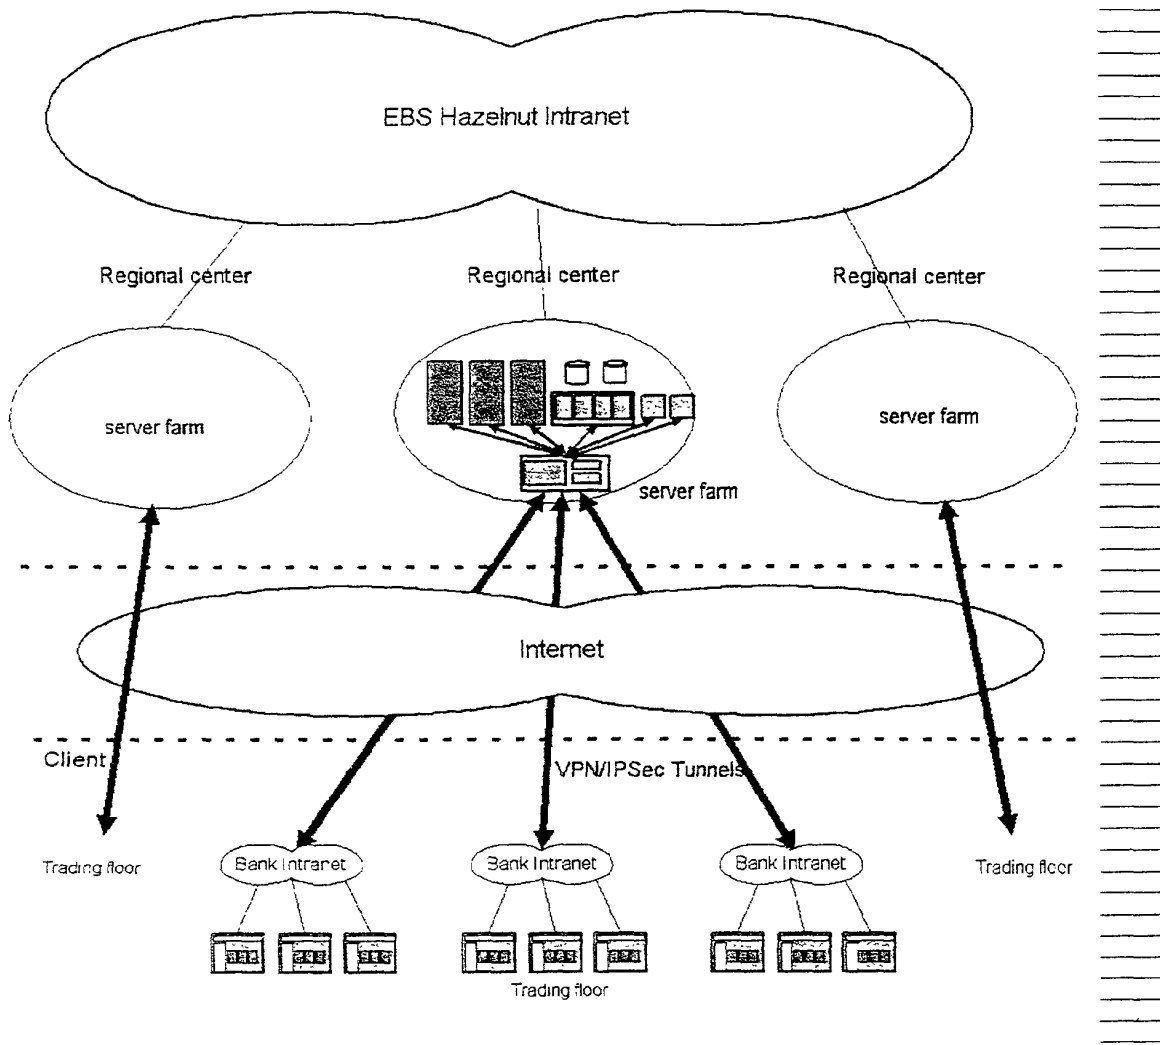 EBS Hazelnut Intranet
Regional center
Regional center
Regional center
server farm
server farm
server farm
Internet
Client
VPN/IPSec Tunnels
Trading floor
Bank Intranet
Bank Intranet
Bank Intranet
Trading floor
Trading floor